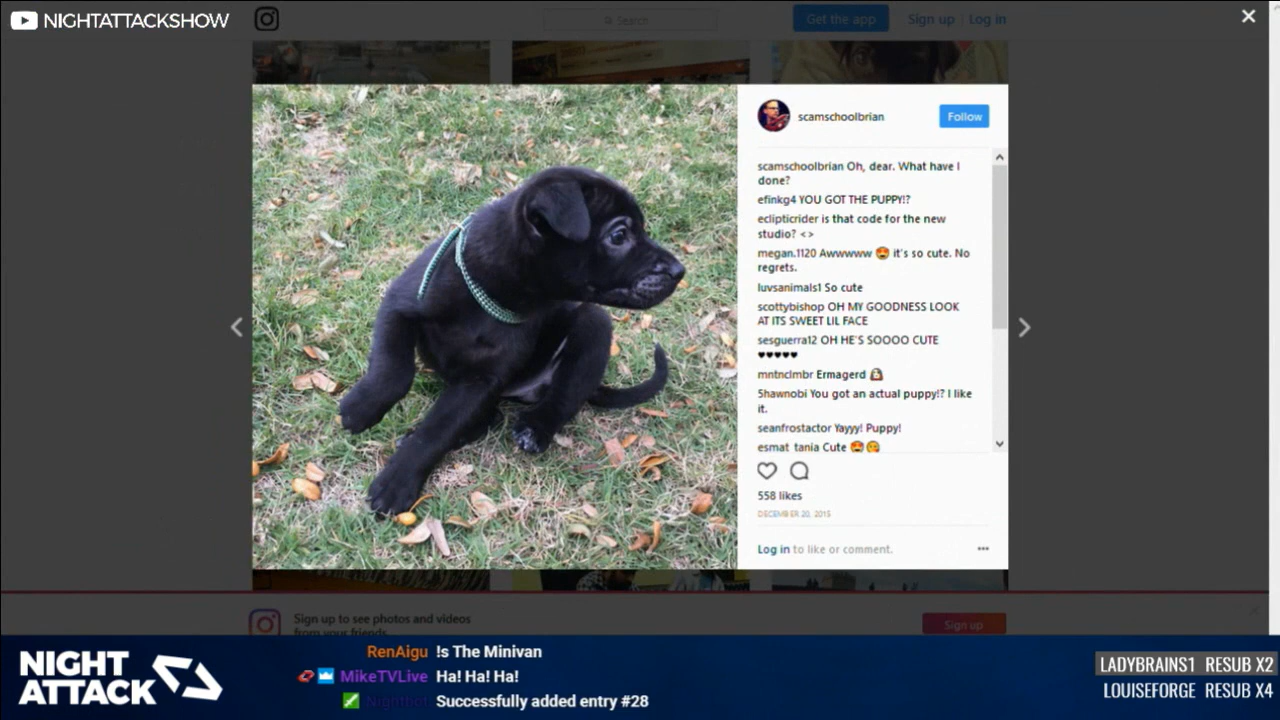 NIGHTATTACKSHOW
Search
Get the app
Sign up | Log in
scamschoolbrian
Follow
scamschoolbrian Oh, dear. What have I
done?
efinkg4 YOU GOT THE PUPPY!?
eclipticrider is that code for the new
studio? <>
megan.1120 Awwwww 😍 it's so cute. No
regrets.
luvsanimals1 So cute
scottybishop OH MY GOODNESS LOOK
AT ITS SWEET LIL FACE
sesguerra12 OH HE'S SOOOO CUTE
♥♥♥♥♥
mntnclmbr Ermagerd
5hawnobi You got an actual puppy!? I like
it.
seanfrostactor Yayyy! Puppy!
esmat_tania Cute 😍😘
558 likes
DECEMBER 20, 2015
Log in to like or comment.
Sign up to see photos and videos
from your friends.
Sign up
NIGHT
ATTACK
RenAigu !s The Minivan
MikeTVLive Ha! Ha! Ha!
Nightbot Successfully added entry #28
LADYBRAINS1 RESUB X2
LOUISEFORGE RESUB X4